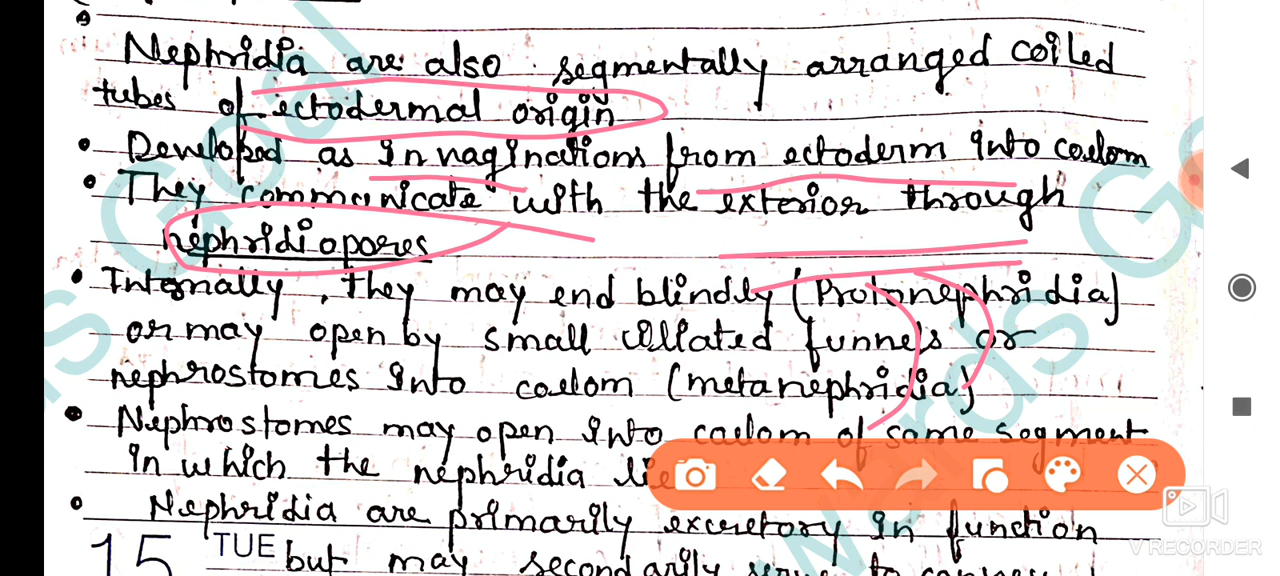 Nephridia are also segmentally arranged coiled
tubes of ectodermal origin
• Developed as invaginations from ectoderm into coelom
• They communicate with the exterior through
nephridiopores
• Internally, they may end blindly (Protonephridia)
or may open by small ciliated funnels or
nephrostomes into coelom (metanephridia)
• Nephrostomes may open into coelom of same segment
in which the nephridia lie
• Nephridia are primarily excretory in function
15 TUE but may secondarily serve to
V RECORDER